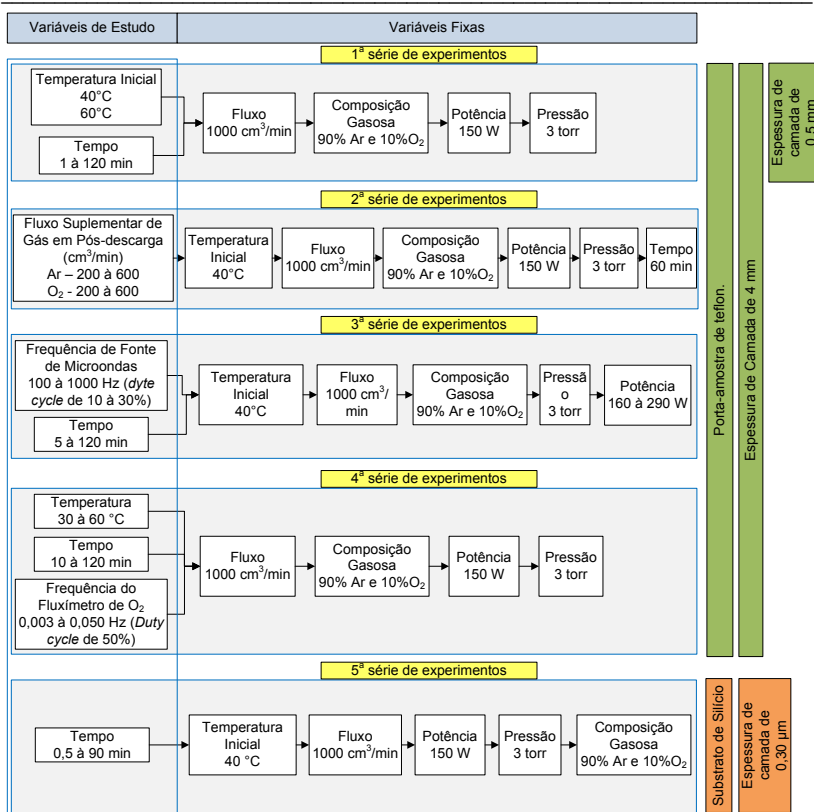 Variáveis de Estudo
Variáveis Fixas
1ª série de experimentos
Temperatura Inicial
40°C
60°C
Tempo
1 à 120 min
Fluxo
1000 cm³/min
Composição
Gasosa
90% Ar e 10%O₂
Potência
150 W
Pressão
3 torr
2ª série de experimentos
Fluxo Suplementar de
Gás em Pós-descarga
(cm³/min)
Ar – 200 à 600
O₂ - 200 à 600
Temperatura
Inicial
40°C
Fluxo
1000 cm³/min
Composição
Gasosa
90% Ar e 10%O₂
Potência
150 W
Pressão
3 torr
Tempo
60 min
3ª série de experimentos
Frequência de Fonte
de Microondas
100 à 1000 Hz (dyte
cycle de 10 à 30%)
Tempo
5 à 120 min
Temperatura
Inicial
40°C
Fluxo
1000 cm³/
min
Composição
Gasosa
90% Ar e 10%O₂
Pressã
o
3 torr
Potência
160 à 290 W
4ª série de experimentos
Temperatura
30 à 60 °C
Tempo
10 à 120 min
Frequência do
Fluxímetro de O₂
0,003 à 0,050 Hz (Duty
cycle de 50%)
Fluxo
1000 cm³/min
Composição
Gasosa
90% Ar e 10%O₂
Potência
150 W
Pressão
3 torr
5ª série de experimentos
Tempo
0,5 à 90 min
Temperatura
Inicial
40 °C
Fluxo
1000 cm³/min
Potência
150 W
Pressão
3 torr
Composição
Gasosa
90% Ar e 10%O₂
Porta-amostra de teflon.
Espessura de Camada de 4 mm
Espessura de
camada de
0,5 mm
Substrato de Silício
Espessura de
camada de
0,30 µm